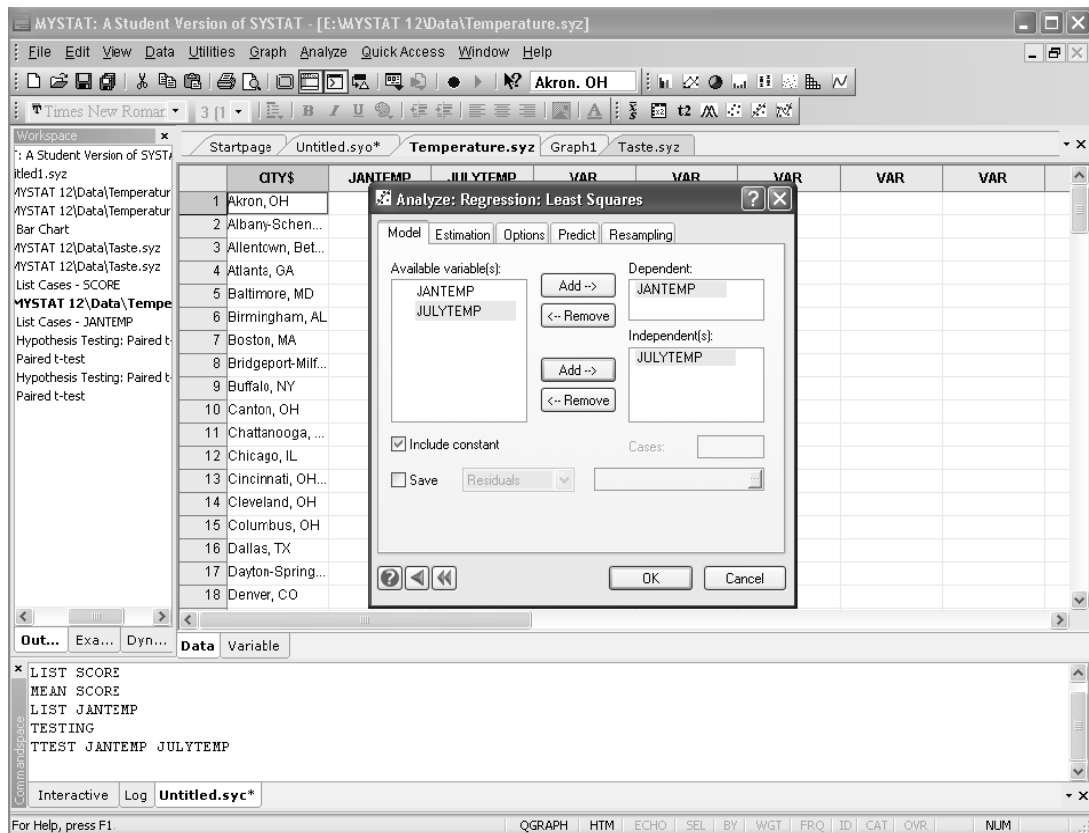 MYSTAT: A Student Version of SYSTAT - [E:\MYSTAT 12\Data\Temperature.syz]
File Edit View Data Utilities Graph Analyze Quick Access Window Help
Akron. OH
Times New Romar 3 (1 B I U A t2
Workspace
Startpage Untitled.syo* Temperature.syz Graph1 Taste.syz
': A Student Version of SYSTA
itled1.syz
MYSTAT 12\Data\Temperatur
MYSTAT 12\Data\Temperatur
Bar Chart
MYSTAT 12\Data\Taste.syz
MYSTAT 12\Data\Taste.syz
List Cases - SCORE
MYSTAT 12\Data\Tempe
List Cases - JANTEMP
Hypothesis Testing: Paired t-
Paired t-test
Hypothesis Testing: Paired t-
Paired t-test
Out... Exa... Dyn...
CITY$ JANTEMP JULYTEMP VAR VAR VAR VAR VAR
1 Akron, OH
2 Albany-Schen...
3 Allentown, Bet...
4 Atlanta, GA
5 Baltimore, MD
6 Birmingham, AL
7 Boston, MA
8 Bridgeport-Milf...
9 Buffalo, NY
10 Canton, OH
11 Chattanooga, ...
12 Chicago, IL
13 Cincinnati, OH...
14 Cleveland, OH
15 Columbus, OH
16 Dallas, TX
17 Dayton-Spring...
18 Denver, CO
Data Variable
Analyze: Regression: Least Squares
Model Estimation Options Predict Resampling
Available variable(s):
JANTEMP
JULYTEMP
Add -->
<-- Remove
Dependent:
JANTEMP
Independent(s):
JULYTEMP
Add -->
<-- Remove
Include constant
Cases:
Save Residuals
OK Cancel
LIST SCORE
MEAN SCORE
LIST JANTEMP
TESTING
TTEST JANTEMP JULYTEMP
Commandspace
Interactive Log Untitled.syc*
For Help, press F1. QGRAPH HTM ECHO SEL BY WGT FRQ ID CAT OVR NUM